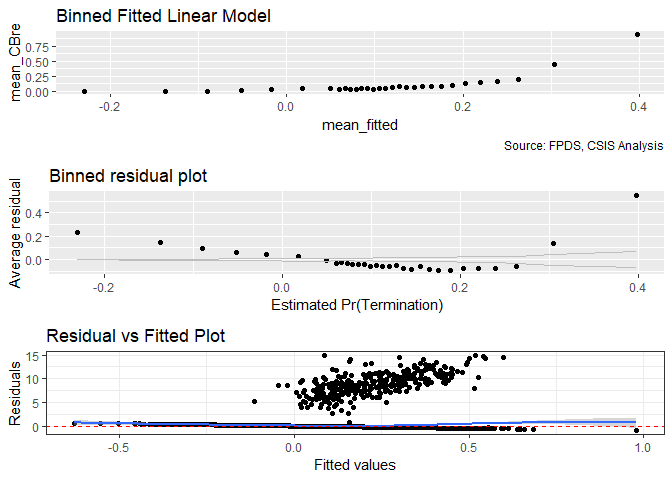 Binned Fitted Linear Model
mean_CBre
0.75
0.50
0.25
0.00
-0.2
0.0
0.2
0.4
mean_fitted
Source: FPDS, CSIS Analysis
Binned residual plot
Average residual
0.4
0.2
0.0
-0.2
0.0
0.2
0.4
Estimated Pr(Termination)
Residual vs Fitted Plot
Residuals
15
10
5
0
-0.5
0.0
0.5
1.0
Fitted values